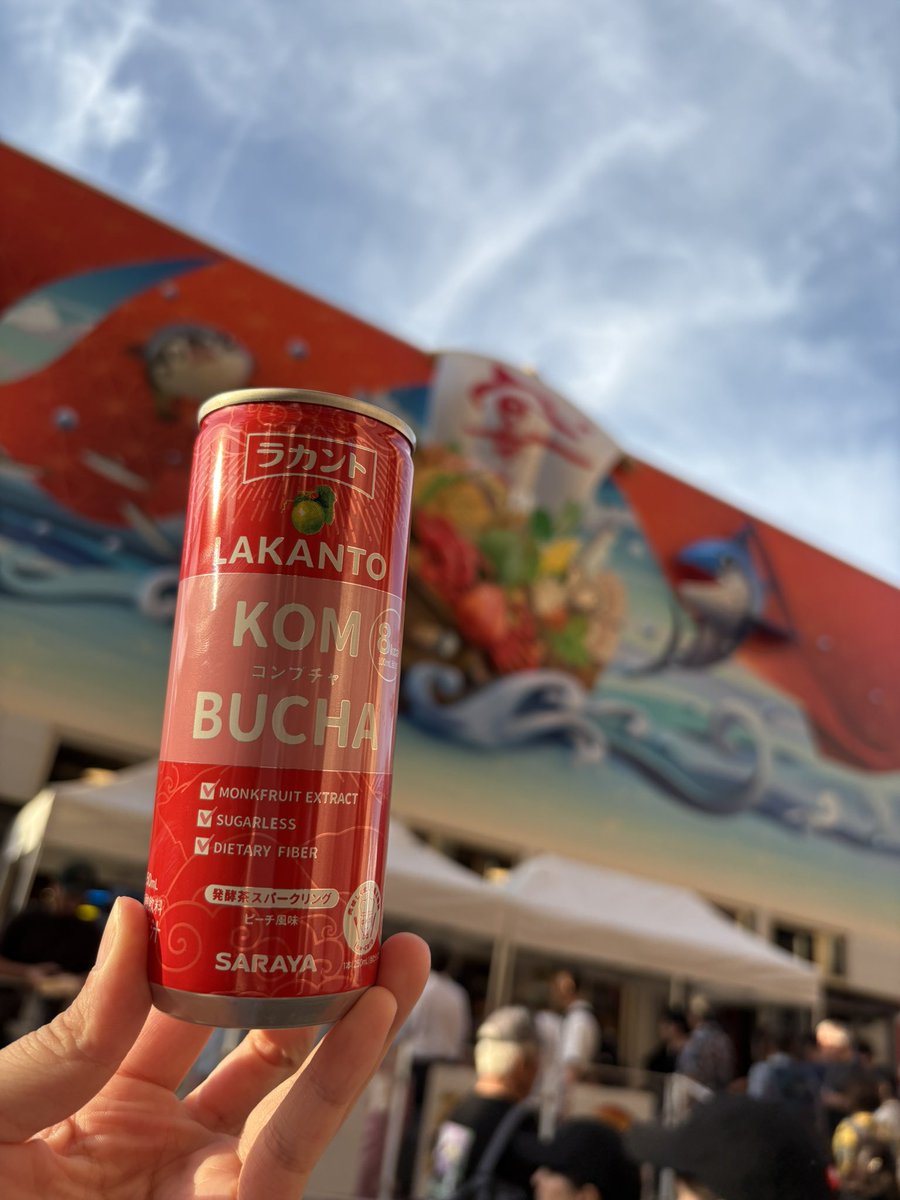 ラカント
LAKANTO
KOM
8
コンブチャ
BUCHA
MONKFRUIT EXTRACT
SUGARLESS
DIETARY FIBER
発酵茶スパークリング
ピーチ風味
SARAYA